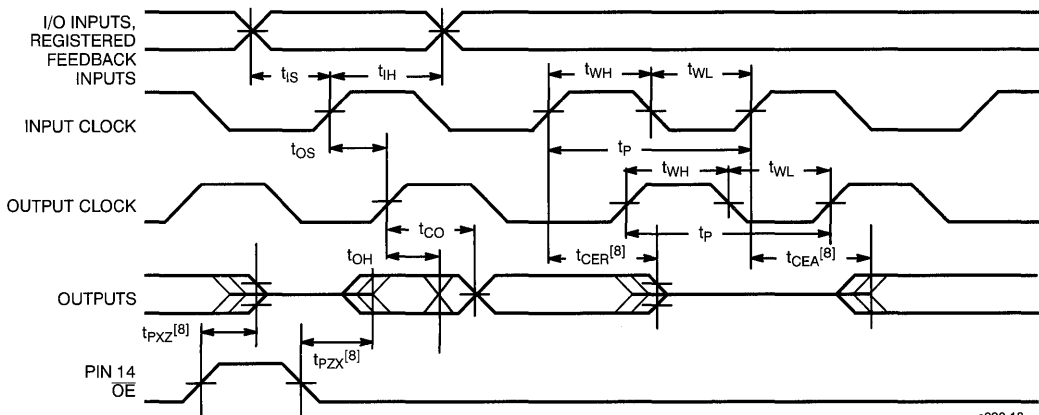 I/O INPUTS,
REGISTERED
FEEDBACK
INPUTS
tIS
tIH
tWH
tWL
INPUT CLOCK
tOS
tP
tWH
tWL
OUTPUT CLOCK
tCO
tP
tOH
tCER[8]
tCEA[8]
OUTPUTS
tPXZ[8]
tPZX[8]
PIN 14
OE